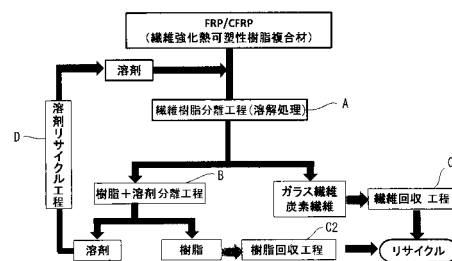 FRP/CFRP
(繊維強化熱可塑性樹脂複合材)
溶剤
A
繊維樹脂分離工程(溶解処理)
D
溶剤リサイクル工程
B
樹脂+溶剤分離工程
ガラス繊維
炭素繊維
C
繊維回収 工程
C2
溶剤
樹脂
樹脂回収工程
リサイクル